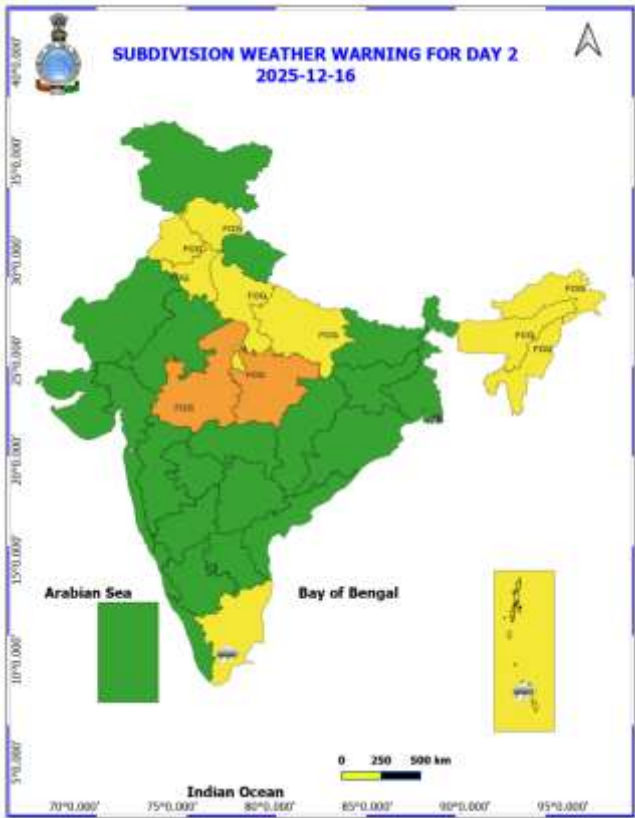 SUBDIVISION WEATHER WARNING FOR DAY 2
2025-12-16
40°0.000'
35°0.000'
30°0.000'
25°0.000'
20°0.000'
15°0.000'
10°0.000'
5°0.000'
FOG
FOG
FOG
FOG
FOG
FOG
FOG
FOG
FOG
FOG
Arabian Sea
Bay of Bengal
0 250 500 km
Indian Ocean
70°0.000' 75°0.000' 80°0.000' 85°0.000' 90°0.000' 95°0.000'